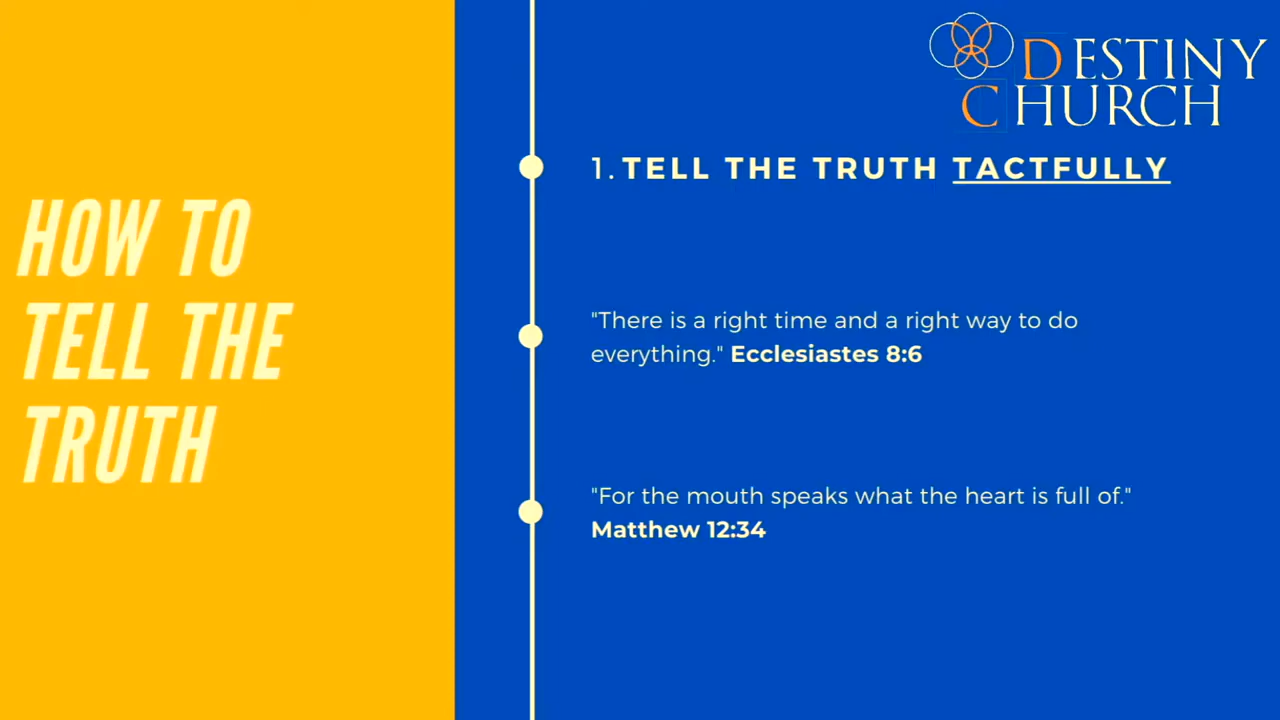 DESTINY
CHURCH
HOW TO
TELL THE
TRUTH
1. TELL THE TRUTH TACTFULLY
"There is a right time and a right way to do
everything." Ecclesiastes 8:6
"For the mouth speaks what the heart is full of."
Matthew 12:34